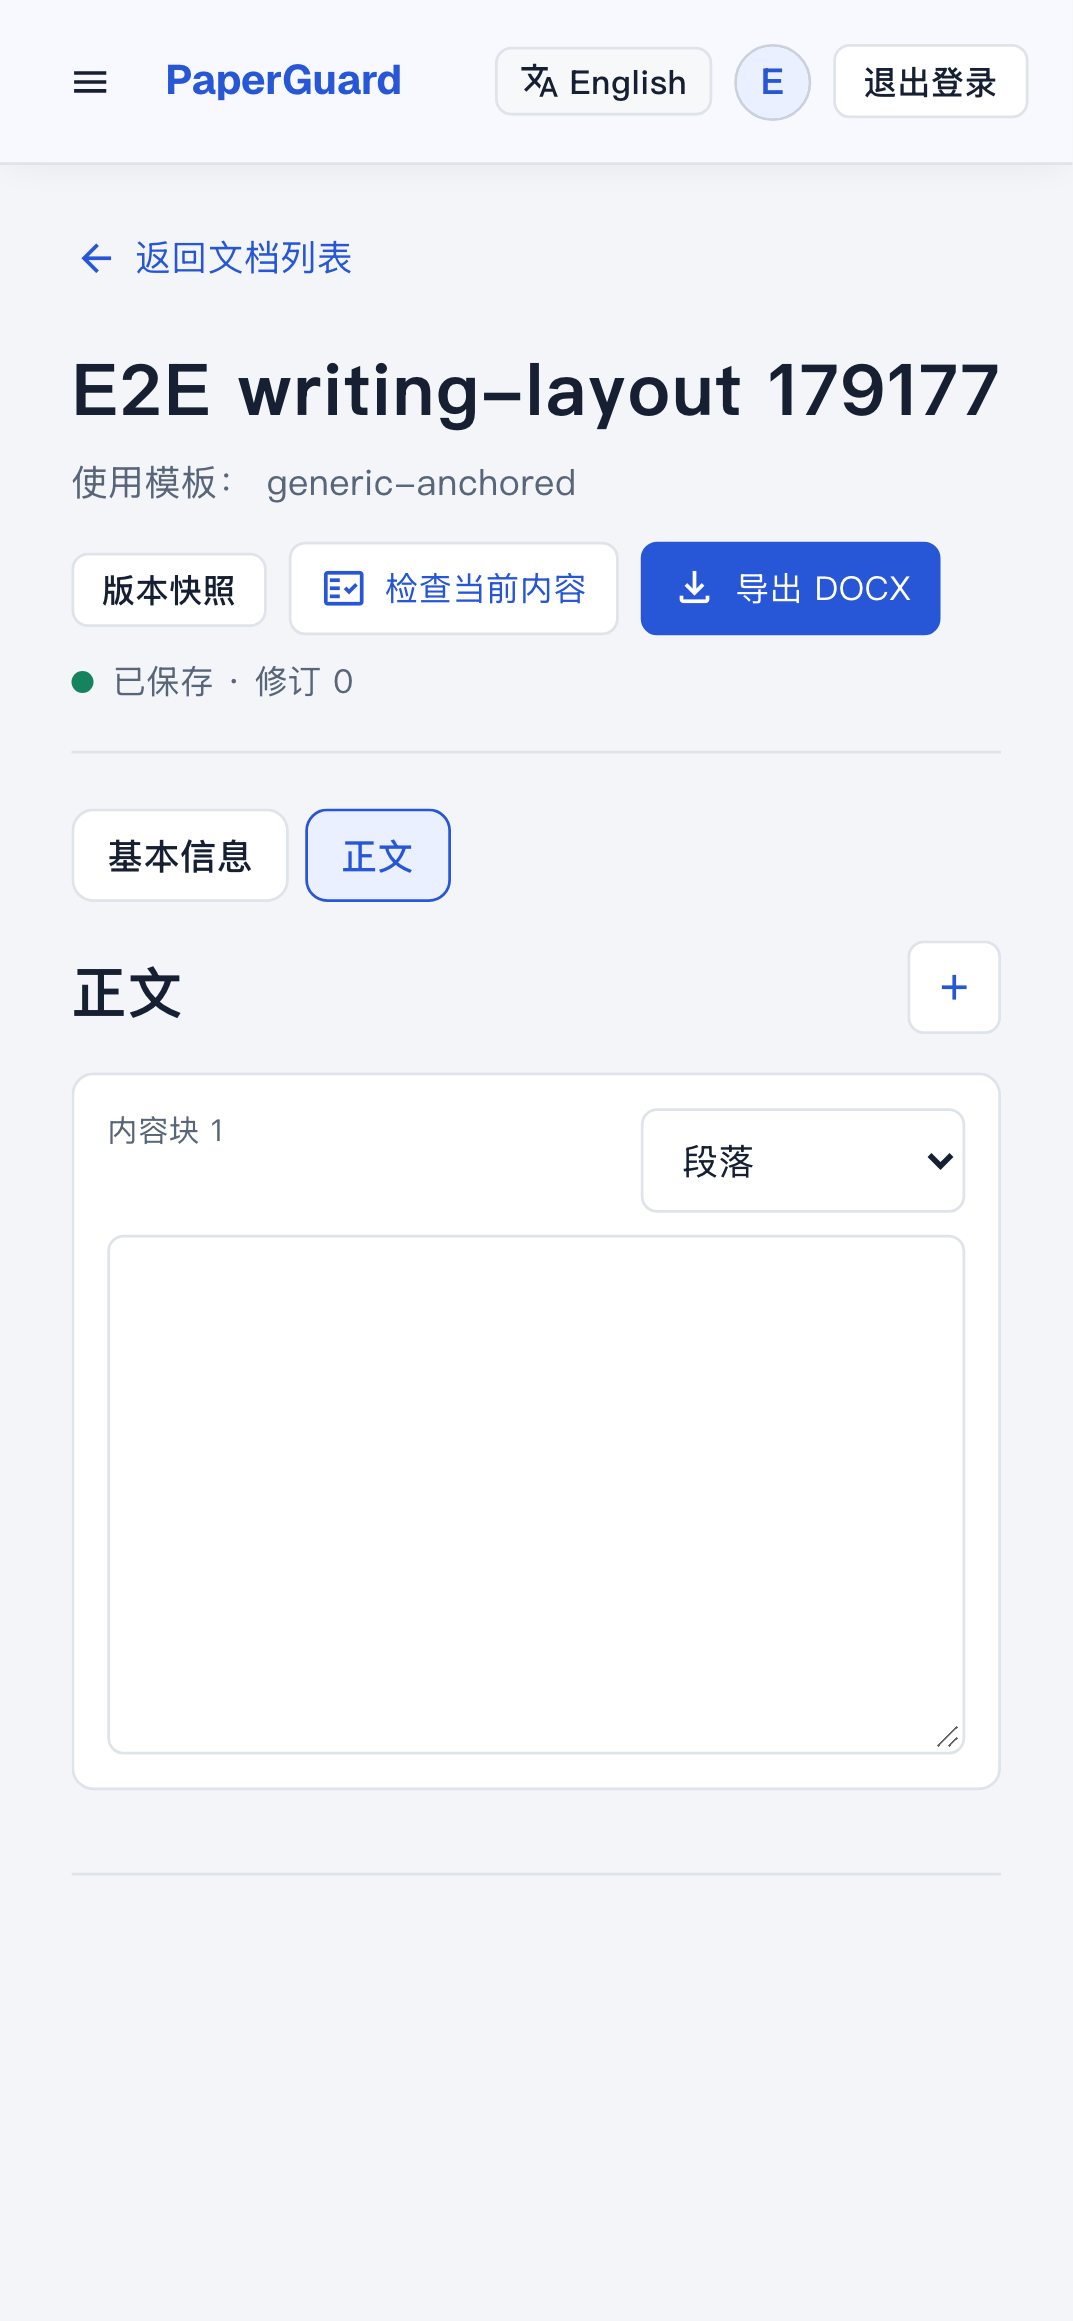 PaperGuard English E 退出登录
返回文档列表
E2E writing-layout 179177
使用模板： generic-anchored
版本快照 检查当前内容 导出 DOCX
已保存 · 修订 0
基本信息 正文
正文
内容块 1 段落